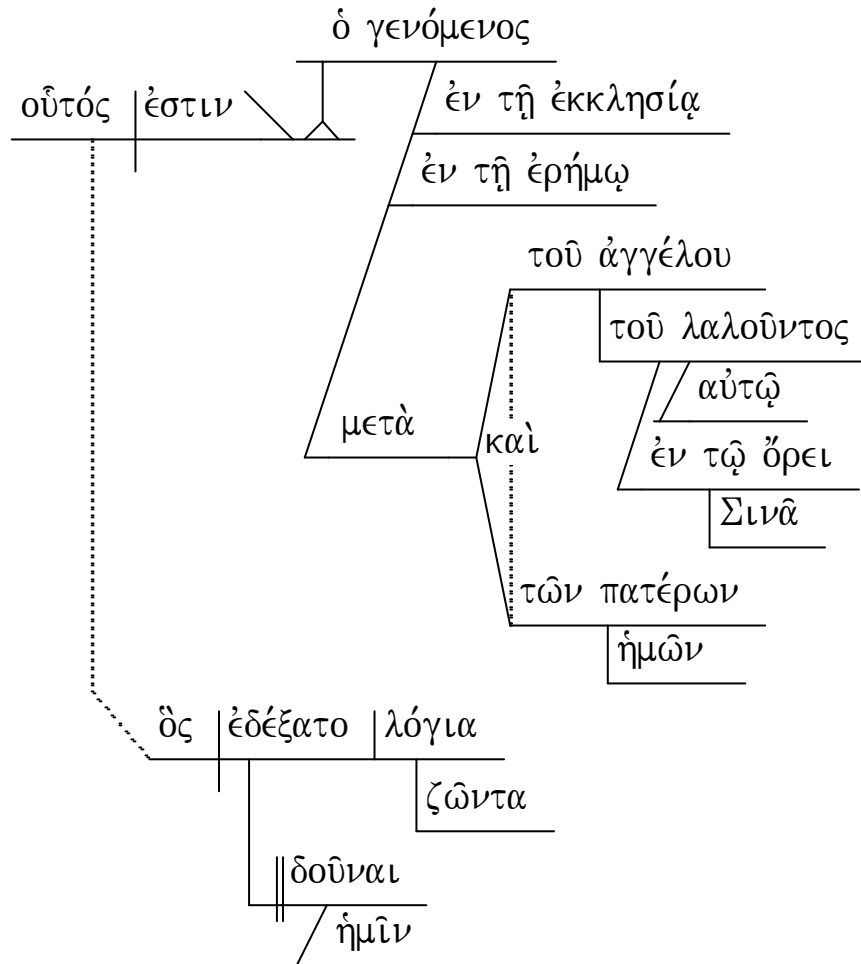 ὁ γενόμενος
οὗτός ἐστιν
ἐν τῇ ἐκκλησίᾳ
ἐν τῇ ἐρήμῳ
τοῦ ἀγγέλου
τοῦ λαλοῦντος
αὐτῷ
μετὰ καὶ
ἐν τῷ ὄρει
Σινᾶ
τῶν πατέρων
ἡμῶν
ὃς ἐδέξατο λόγια
ζῶντα
δοῦναι
ἡμῖν